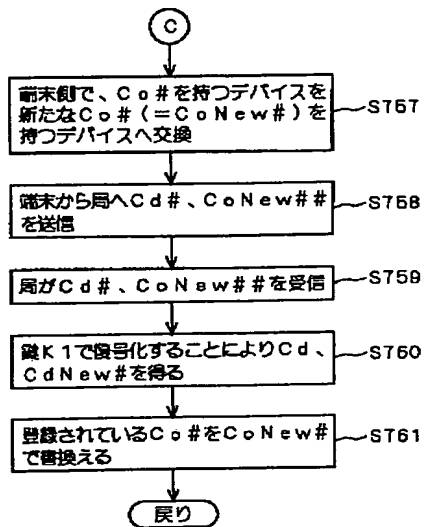 C
端末側で、Co#を持つデバイスを
新たなCo#(=CoNew#)を
持つデバイスへ交換
S757
端末から局へCd#、CoNew##
を送信
S758
局がCd#、CoNew##を受信
S759
鍵K1で復号化することによりCd、
CdNew#を得る
S760
登録されているCo#をCoNew#
で書換える
S761
戻り